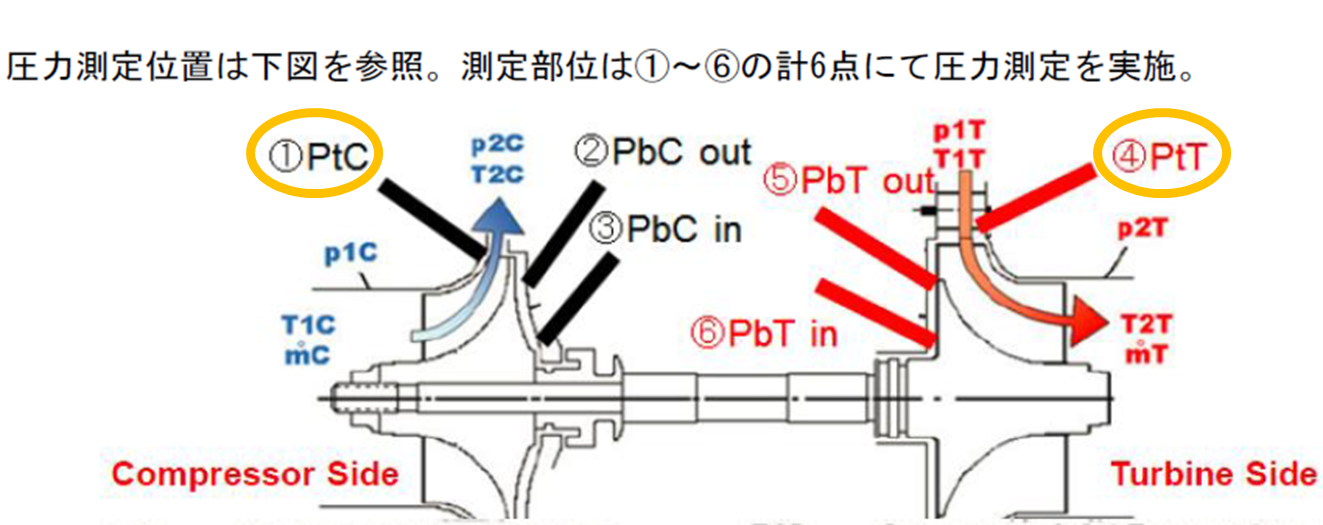 圧力測定位置は下図を参照。測定部位は①～⑥の計6点にて圧力測定を実施。
①PtC
p2C
T2C
②PbC out
③PbC in
p1C
T1C
m̊C
p1T
T1T
④PtT
⑤PbT out
⑥PbT in
p2T
T2T
m̊T
Compressor Side
Turbine Side